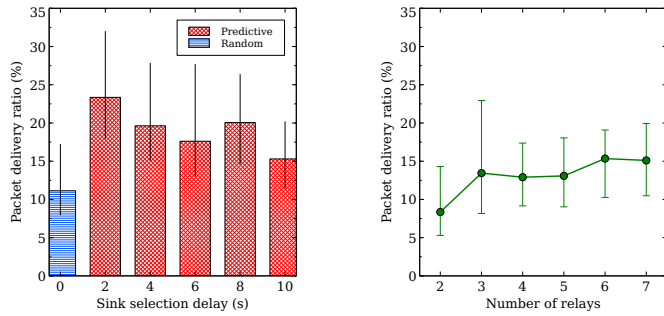 35
30
25
20
15
10
5
0
Packet delivery ratio (%)
Predictive
Random
0 2 4 6 8 10
Sink selection delay (s)
35
30
25
20
15
10
5
0
Packet delivery ratio (%)
2 3 4 5 6 7
Number of relays